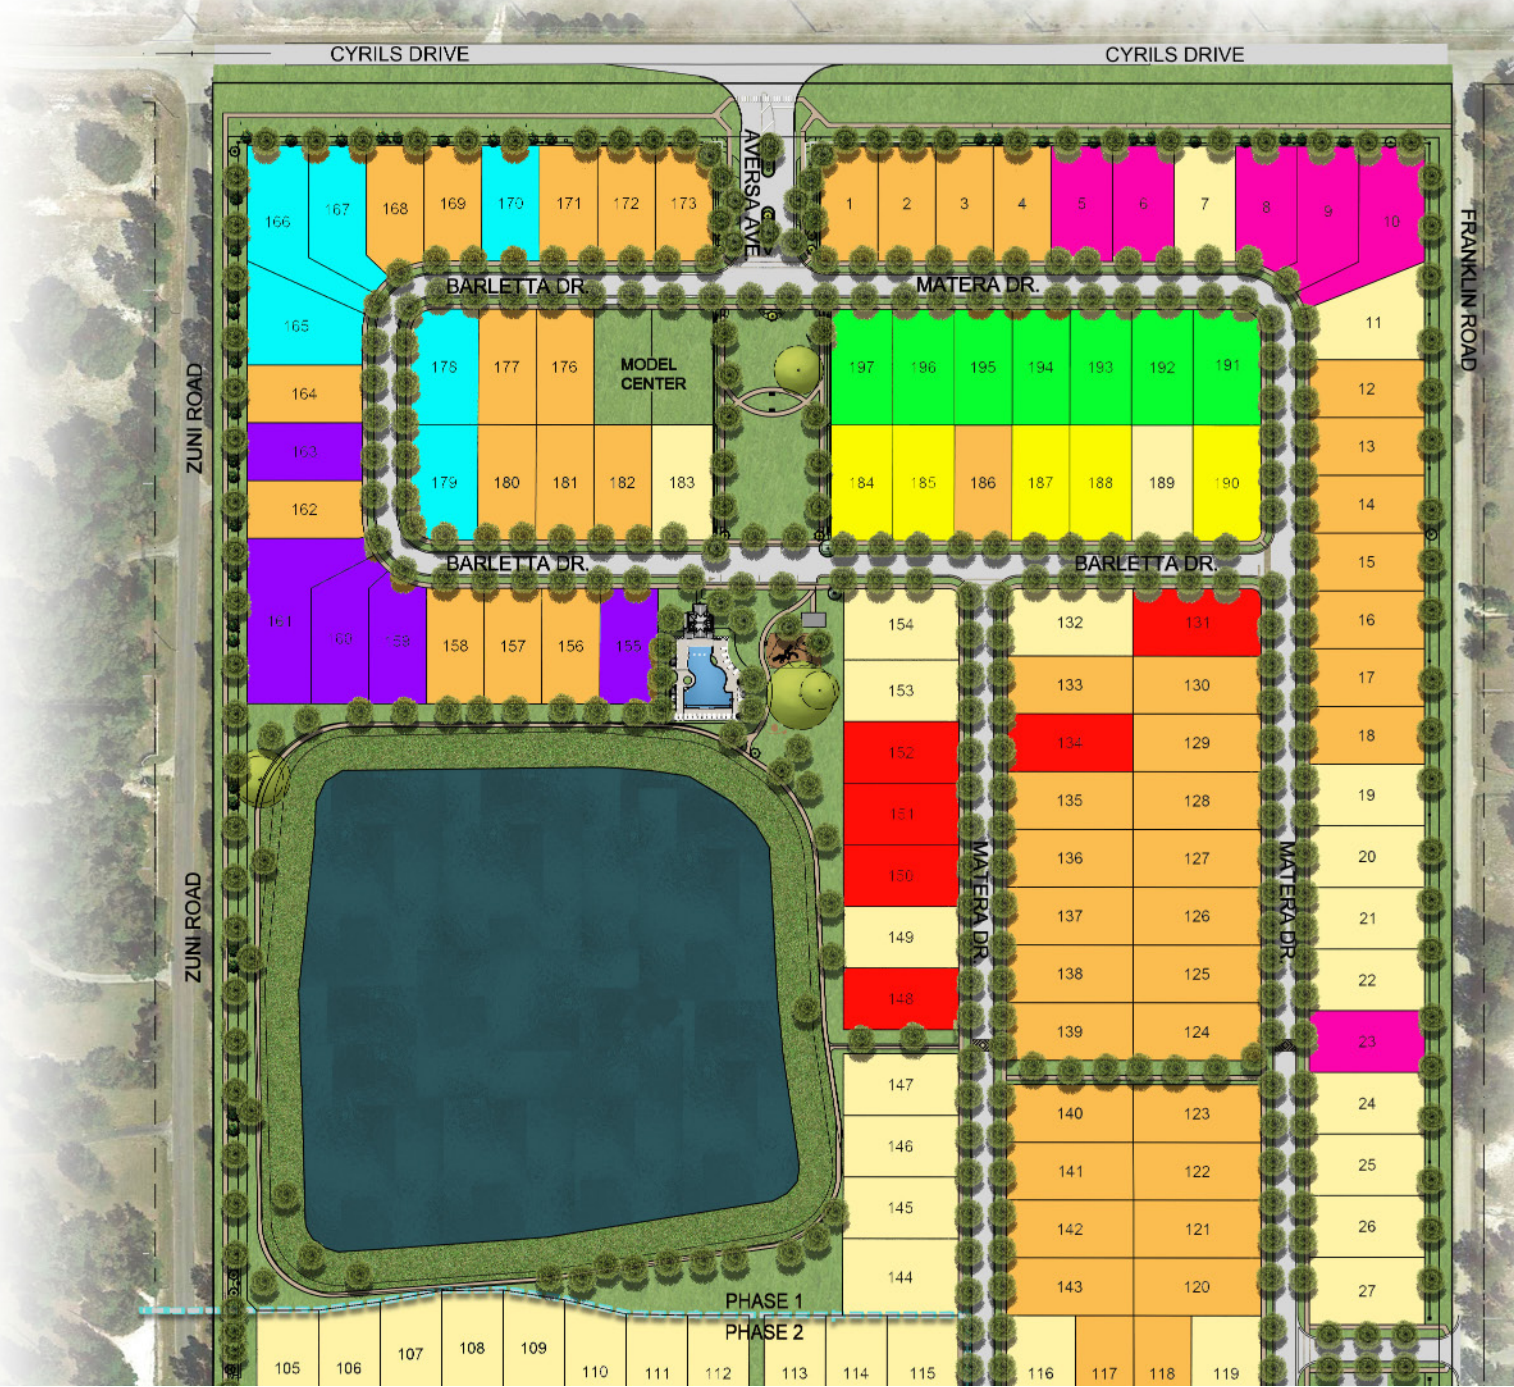 CYRILS DRIVE CYRILS DRIVE
AVERSA AVE
166 167 168 169 170 171 172 173 1 2 3 4 5 6 7 8 9 10
FRANKLIN ROAD
BARLETTA DR. MATERA DR.
165 11
ZUNI ROAD
178 177 176 MODEL
CENTER
197 196 195 194 193 192 191
164 12
163 13
179 180 181 182 183 184 185 186 187 188 189 190
162 14
BARLETTA DR. BARLETTA DR.
15
161 160 159 158 157 156 155 154 132 131 16
153 133 130 17
152 134 129 18
151 135 128 19
150 136 127 20
ZUNI ROAD
MATERA DR. MATERA DR.
149 137 126 21
148 138 125 22
139 124 23
147 140 123 24
146 141 122 25
145 142 121 26
144 143 120 27
PHASE 1
PHASE 2
105 106 107 108 109 110 111 112 113 114 115 116 117 118 119